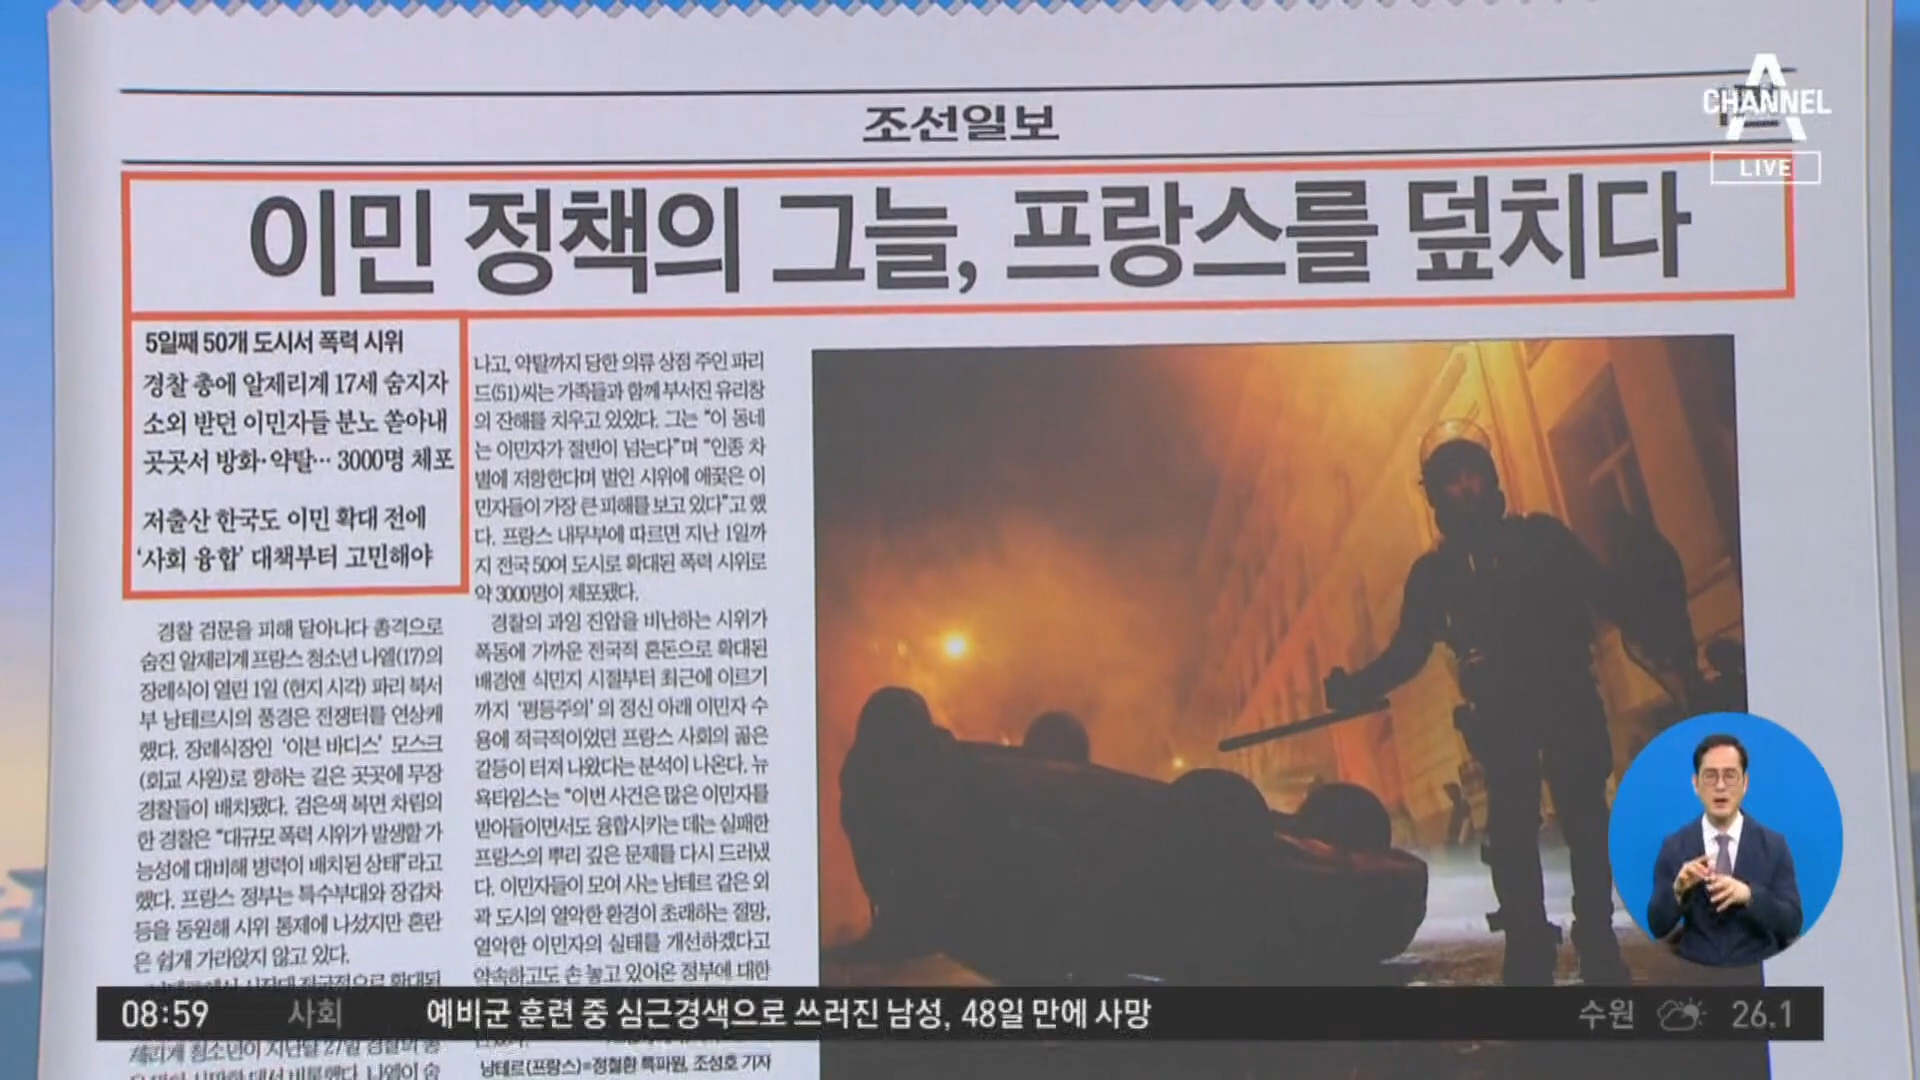 조선일보
A
CHANNEL
LIVE
이민 정책의 그늘, 프랑스를 덮치다
5일째 50개 도시서 폭력 시위
경찰 총에 알제리계 17세 숨지자
소외 받던 이민자들 분노 쏟아내
곳곳서 방화·약탈… 3000명 체포
저출산 한국도 이민 확대 전에
‘사회 융합’ 대책부터 고민해야
경찰 검문을 피해 달아나다 총격으로
숨진 알제리계 프랑스 청소년 나엘(17)의
장례식이 열린 1일 (현지 시각) 파리 북서
부 낭테르시의 풍경은 전쟁터를 연상케
했다. 장례식장인 ‘이븐 바디스’ 모스크
(회교 사원)로 향하는 길은 곳곳에 무장
경찰들이 배치됐다. 검은색 복면 차림의
한 경찰은 “대규모 폭력 시위가 발생할 가
능성에 대비해 병력이 배치된 상태”라고
했다. 프랑스 정부는 특수부대와 장갑차
등을 동원해 시위 통제에 나섰지만 혼란
은 쉽게 가라앉지 않고 있다.
나고, 약탈까지 당한 의류 상점 주인 파리
드(51)씨는 가족들과 함께 부서진 유리창
의 잔해를 치우고 있었다. 그는 “이 동네
는 이민자가 절반이 넘는다”며 “인종 차
별에 저항한다며 벌인 시위에 애꿎은 이
민자들이 가장 큰 피해를 보고 있다”고 했
다. 프랑스 내무부에 따르면 지난 1일까
지 전국 50여 도시로 확대된 폭력 시위로
약 3000명이 체포됐다.
경찰의 과잉 진압을 비난하는 시위가
폭동에 가까운 전국적 혼돈으로 확대된
배경엔 식민지 시절부터 최근에 이르기
까지 ‘평등주의’의 정신 아래 이민자 수
용에 적극적이었던 프랑스 사회의 곪은
갈등이 터져 나왔다는 분석이 나온다. 뉴
욕타임스는 “이번 사건은 많은 이민자를
받아들이면서도 융합시키는 데는 실패한
프랑스의 뿌리 깊은 문제를 다시 드러냈
다. 이민자들이 모여 사는 낭테르 같은 외
곽 도시의 열악한 환경이 초래하는 절망,
열악한 이민자의 실태를 개선하겠다고
약속하고도 손 놓고 있어온 정부에 대한
낭테르(프랑스)=정철환 특파원, 조성호 기자
08:59 사회 예비군 훈련 중 심근경색으로 쓰러진 남성, 48일 만에 사망 수원 26.1